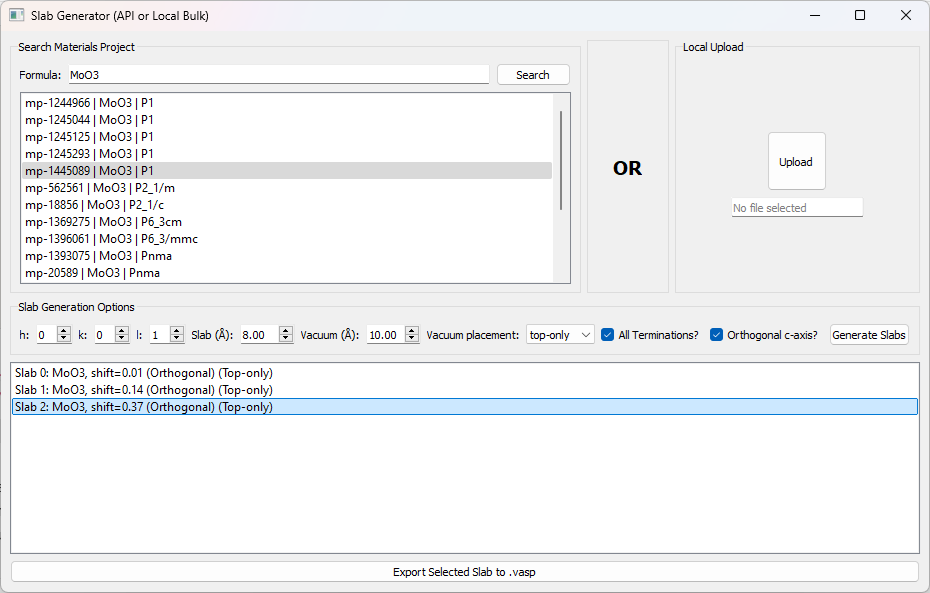 Slab Generator (API or Local Bulk)
Search Materials Project
Formula: MoO3 Search
mp-1244966 | MoO3 | P1
mp-1245044 | MoO3 | P1
mp-1245125 | MoO3 | P1
mp-1245293 | MoO3 | P1
mp-1445089 | MoO3 | P1
mp-562561 | MoO3 | P2_1/m
mp-18856 | MoO3 | P2_1/c
mp-1369275 | MoO3 | P6_3cm
mp-1396061 | MoO3 | P6_3/mmc
mp-1393075 | MoO3 | Pnma
mp-20589 | MoO3 | Pnma
OR
Local Upload
Upload
No file selected
Slab Generation Options
h: 0 k: 0 l: 1 Slab (Å): 8.00 Vacuum (Å): 10.00 Vacuum placement: top-only All Terminations? Orthogonal c-axis? Generate Slabs
Slab 0: MoO3, shift=0.01 (Orthogonal) (Top-only)
Slab 1: MoO3, shift=0.14 (Orthogonal) (Top-only)
Slab 2: MoO3, shift=0.37 (Orthogonal) (Top-only)
Export Selected Slab to .vasp